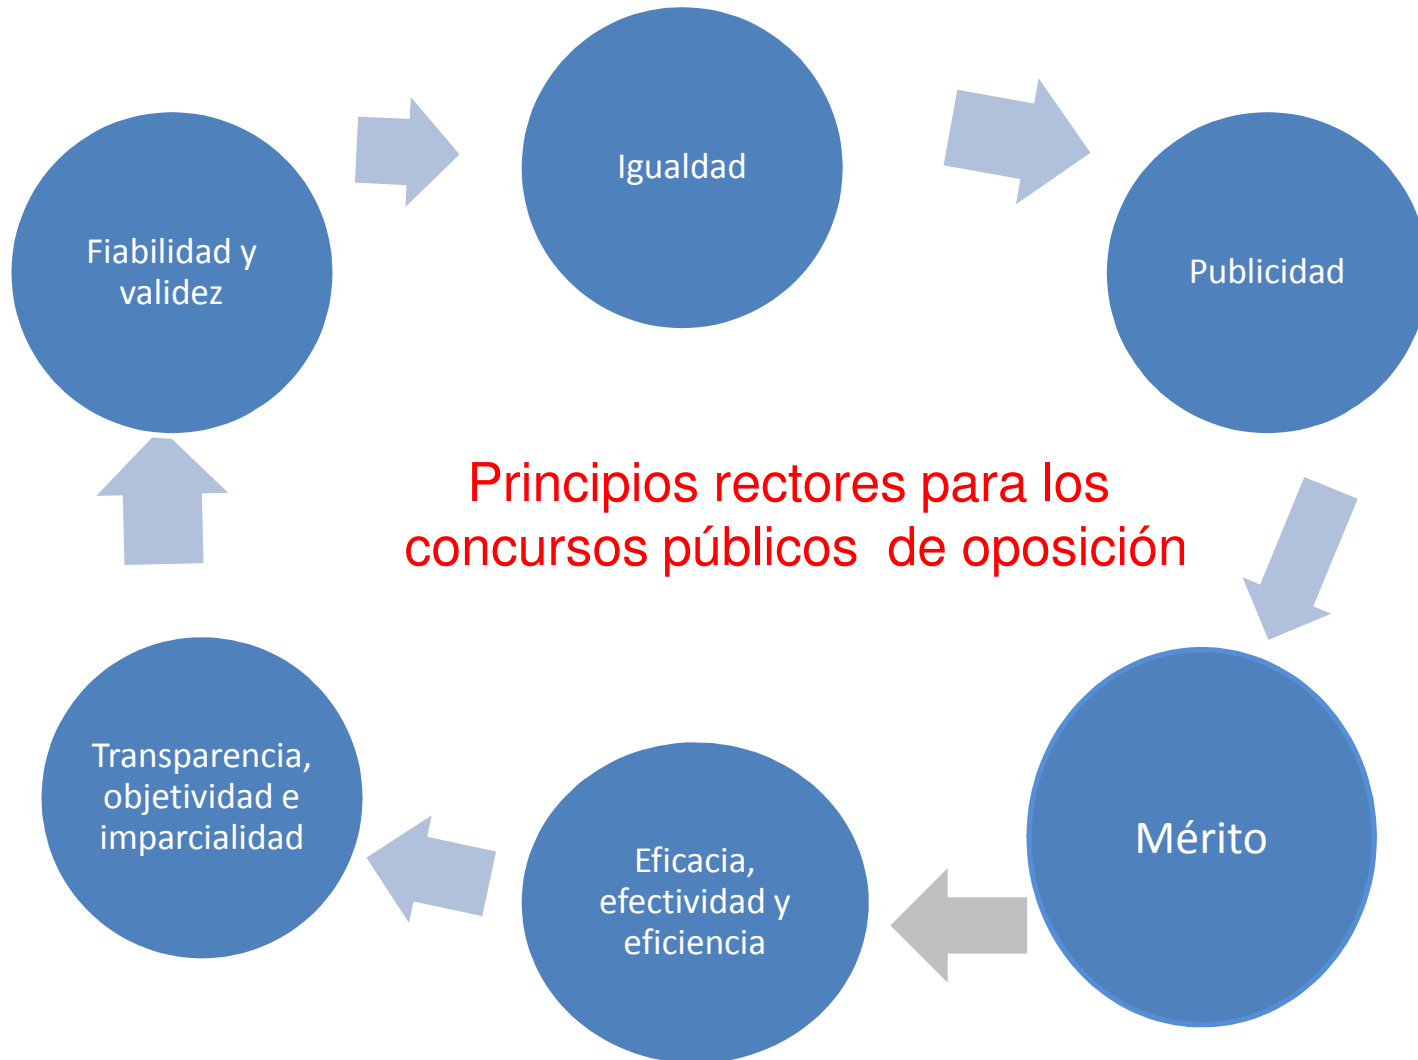 Igualdad
Fiabilidad y
validez
Publicidad
Principios rectores para los
concursos públicos  de oposición
Transparencia,
objetividad e
imparcialidad
Mérito
Eficacia,
efectividad y
eficiencia